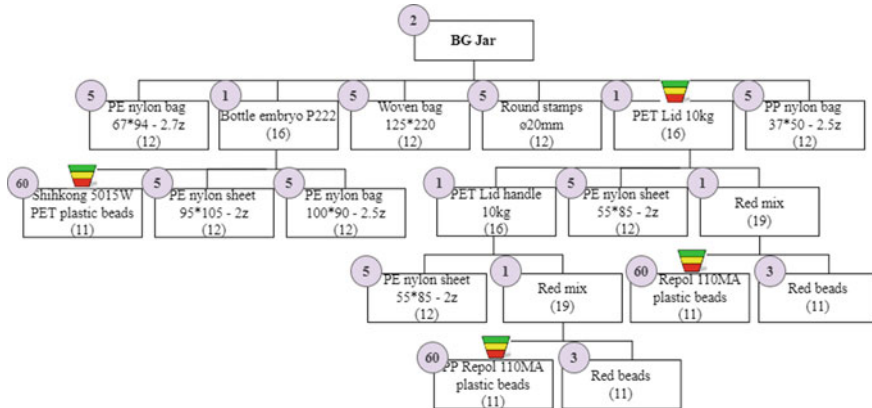 2
BG Jar
5
PE nylon bag
67*94 - 2.7z
(12)
1
Bottle embryo P222
(16)
5
Woven bag
125*220
(12)
5
Round stamps
ø20mm
(12)
1
PET Lid 10kg
(16)
5
PP nylon bag
37*50 - 2.5z
(12)
60
Shihkong 5015W
PET plastic beads
(11)
5
PE nylon sheet
95*105 - 2z
(12)
5
PE nylon bag
100*90 - 2.5z
(12)
1
PET Lid handle
10kg
(16)
5
PE nylon sheet
55*85 - 2z
(12)
1
Red mix
(19)
5
PE nylon sheet
55*85 - 2z
(12)
1
Red mix
(19)
60
Repol 110MA
plastic beads
(11)
3
Red beads
(11)
60
PP Repol 110MA
plastic beads
(11)
3
Red beads
(11)